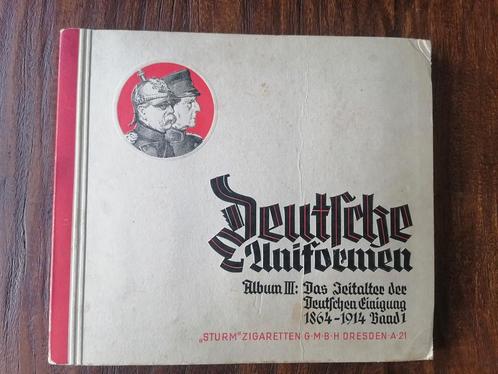 Deutsche
Uniformen
Album III: Das Zeitalter der
Deutschen Einigung
1864-1914 Band 1
„STURM" ZIGARETTEN G·M·B·H DRESDEN-A·21